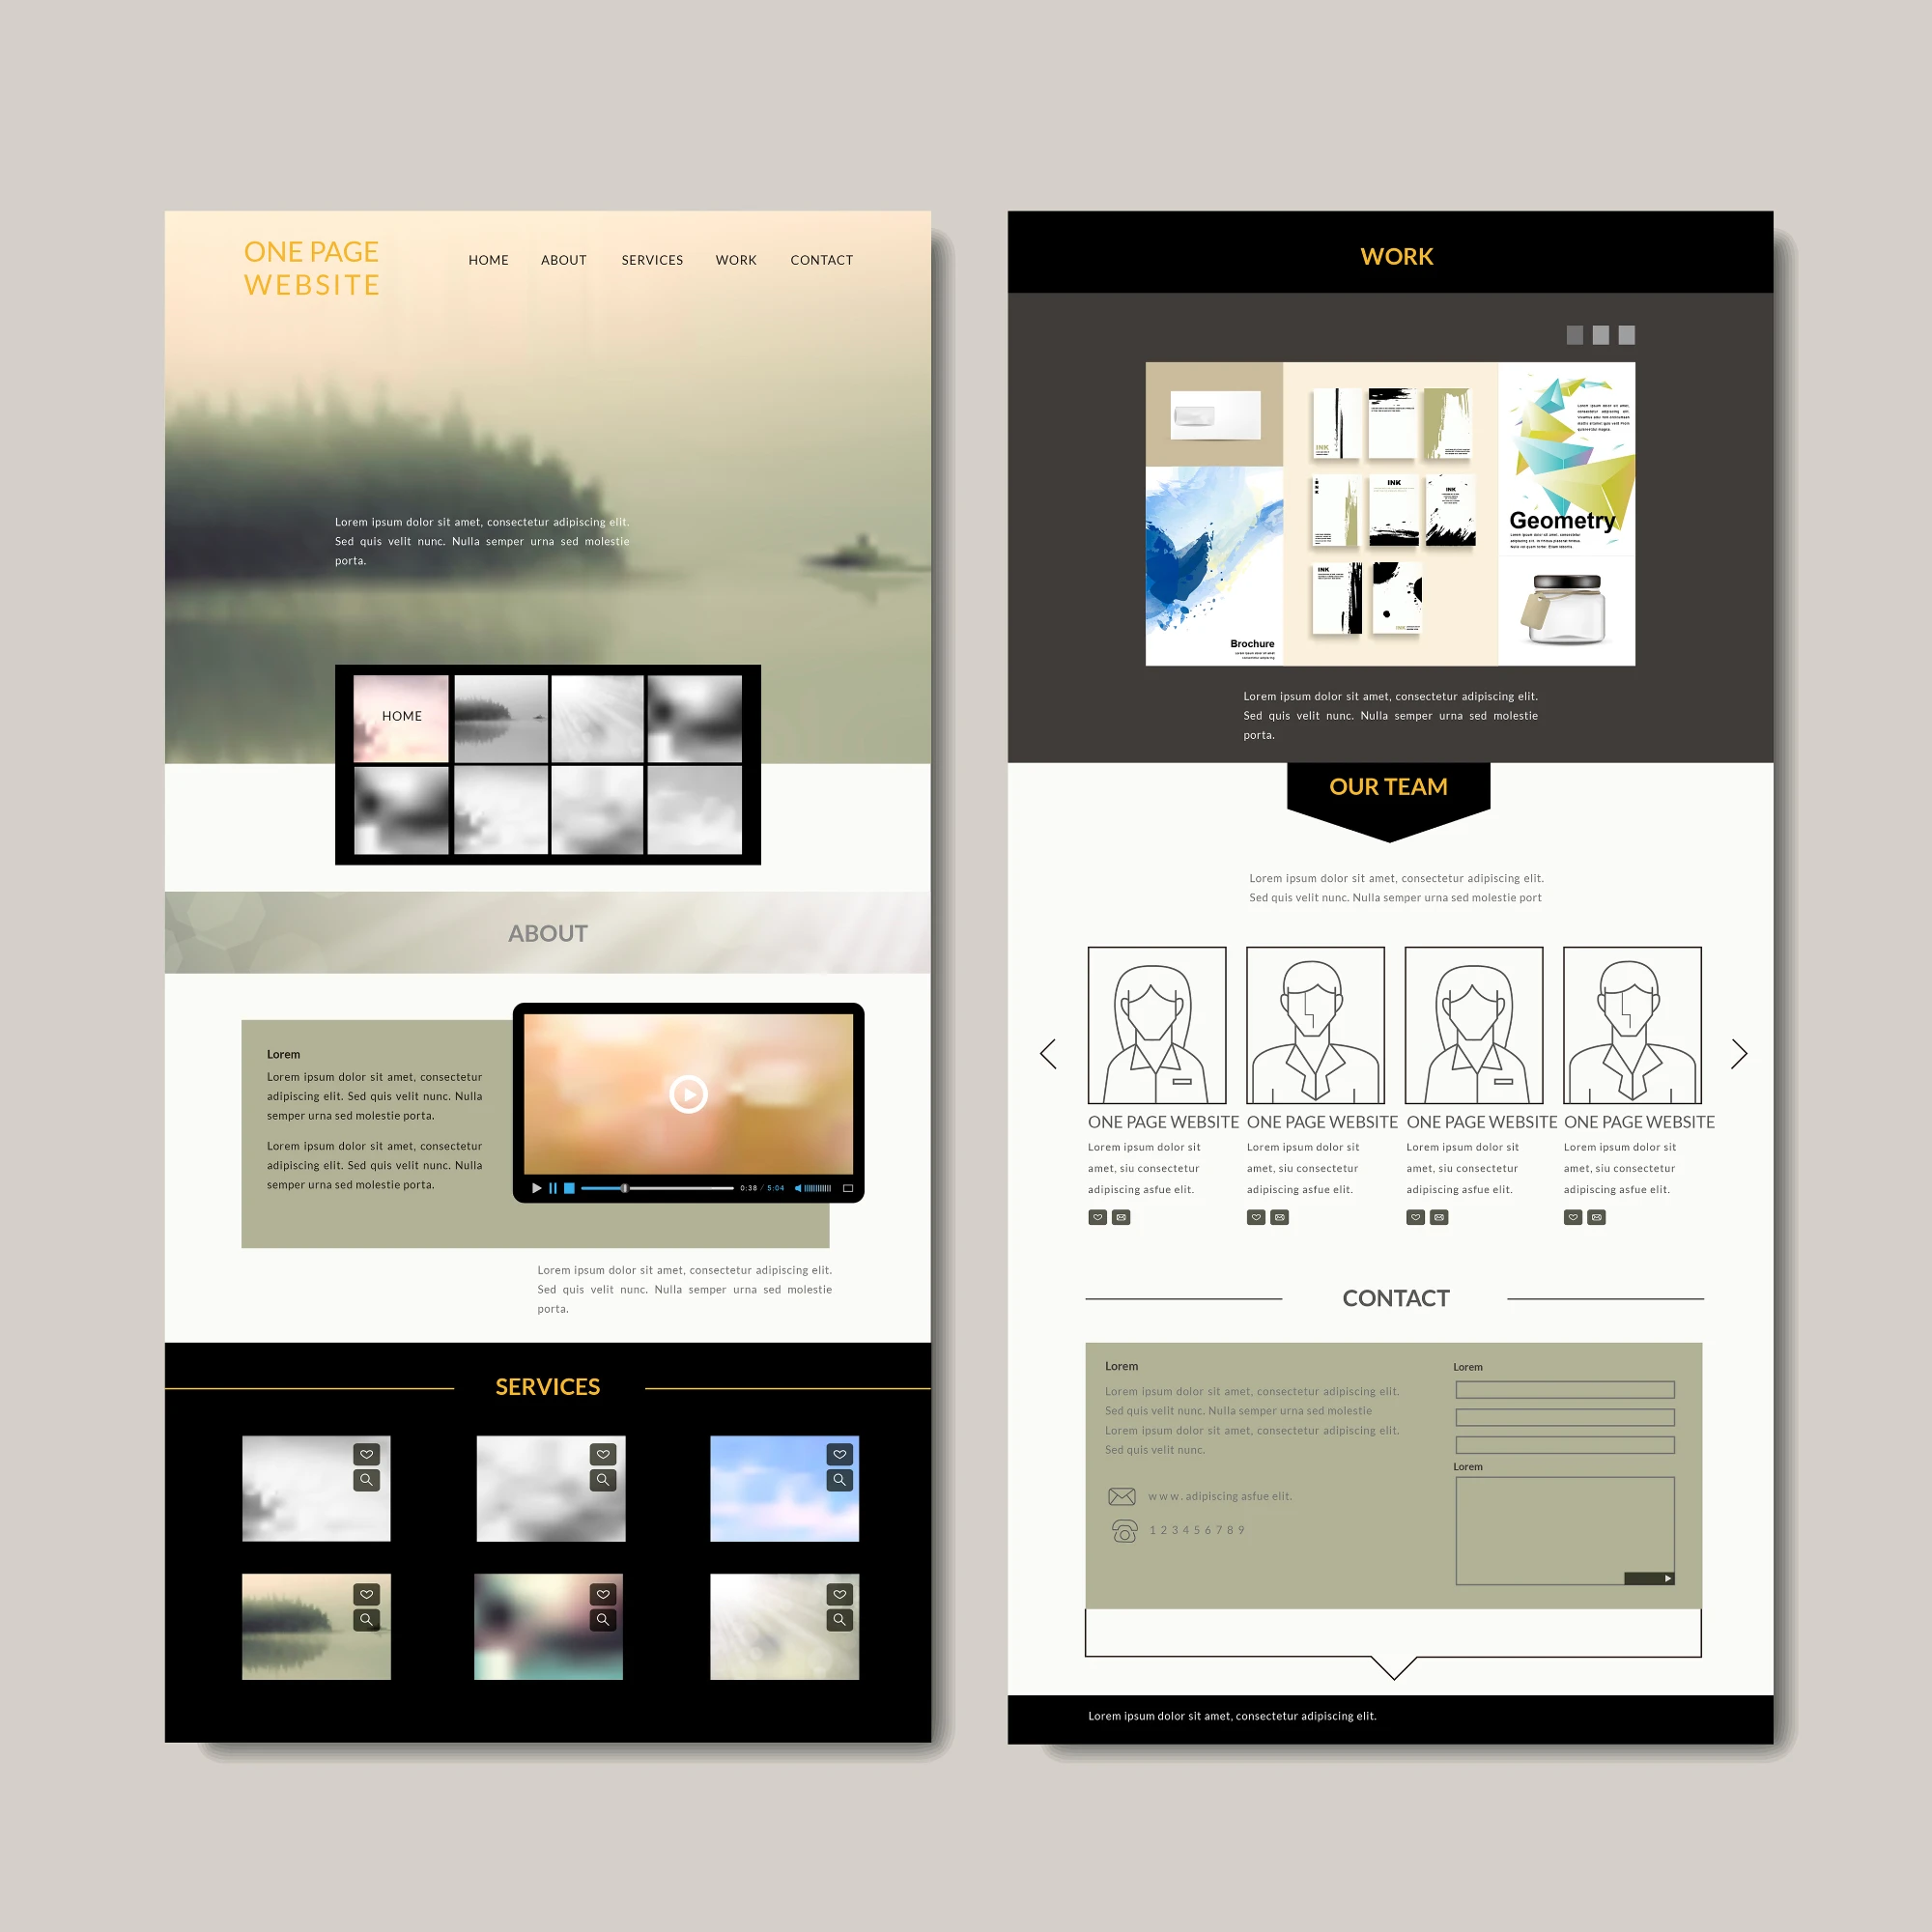 ONE PAGE
WEBSITE
HOME ABOUT SERVICES WORK CONTACT
Lorem ipsum dolor sit amet, consectetur adipiscing elit.
Sed quis velit nunc. Nulla semper urna sed molestie
porta.
HOME
ABOUT
Lorem
Lorem ipsum dolor sit amet, consectetur
adipiscing elit. Sed quis velit nunc. Nulla
semper urna sed molestie porta.
Lorem ipsum dolor sit amet, consectetur
adipiscing elit. Sed quis velit nunc. Nulla
semper urna sed molestie porta.
0:38 / 5:04
Lorem ipsum dolor sit amet, consectetur adipiscing elit.
Sed quis velit nunc. Nulla semper urna sed molestie
porta.
SERVICES
WORK
INK
INK
INK
INK
INK
Geometry
Brochure
Lorem ipsum dolor sit amet, consectetur adipiscing elit.
Sed quis velit nunc. Nulla semper urna sed molestie
porta.
OUR TEAM
Lorem ipsum dolor sit amet, consectetur adipiscing elit.
Sed quis velit nunc. Nulla semper urna sed molestie port
ONE PAGE WEBSITE
Lorem ipsum dolor sit
amet, siu consectetur
adipiscing asfue elit.
ONE PAGE WEBSITE
Lorem ipsum dolor sit
amet, siu consectetur
adipiscing asfue elit.
ONE PAGE WEBSITE
Lorem ipsum dolor sit
amet, siu consectetur
adipiscing asfue elit.
ONE PAGE WEBSITE
Lorem ipsum dolor sit
amet, siu consectetur
adipiscing asfue elit.
CONTACT
Lorem
Lorem ipsum dolor sit amet, consectetur adipiscing elit.
Sed quis velit nunc. Nulla semper urna sed molestie
Lorem ipsum dolor sit amet, consectetur adipiscing elit.
Sed quis velit nunc.
www. adipiscing asfue elit.
1 2 3 4 5 6 7 8 9
Lorem
Lorem
Lorem ipsum dolor sit amet, consectetur adipiscing elit.